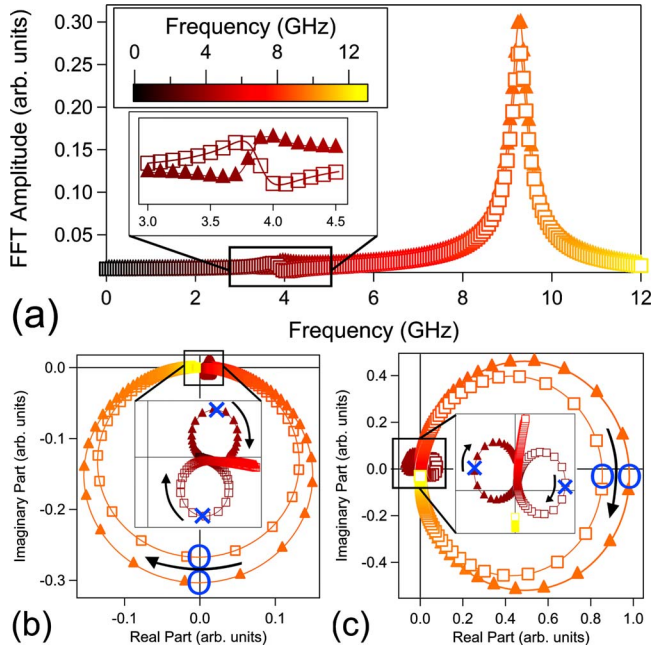 (a)
FFT Amplitude (arb. units)
0.30
0.25
0.20
0.15
0.10
0.05
Frequency (GHz)
0 4 8 12
3.0 3.5 4.0 4.5
0 2 4 6 8 10 12
Frequency (GHz)
(b)
Imaginary Part (arb. units)
0.0
-0.1
-0.2
-0.3
-0.1 0.0 0.1
Real Part (arb. units)
(c)
Imaginary Part (arb. units)
0.4
0.2
0.0
-0.2
-0.4
0.0 0.2 0.4 0.6 0.8 1.0
Real Part (arb. units)